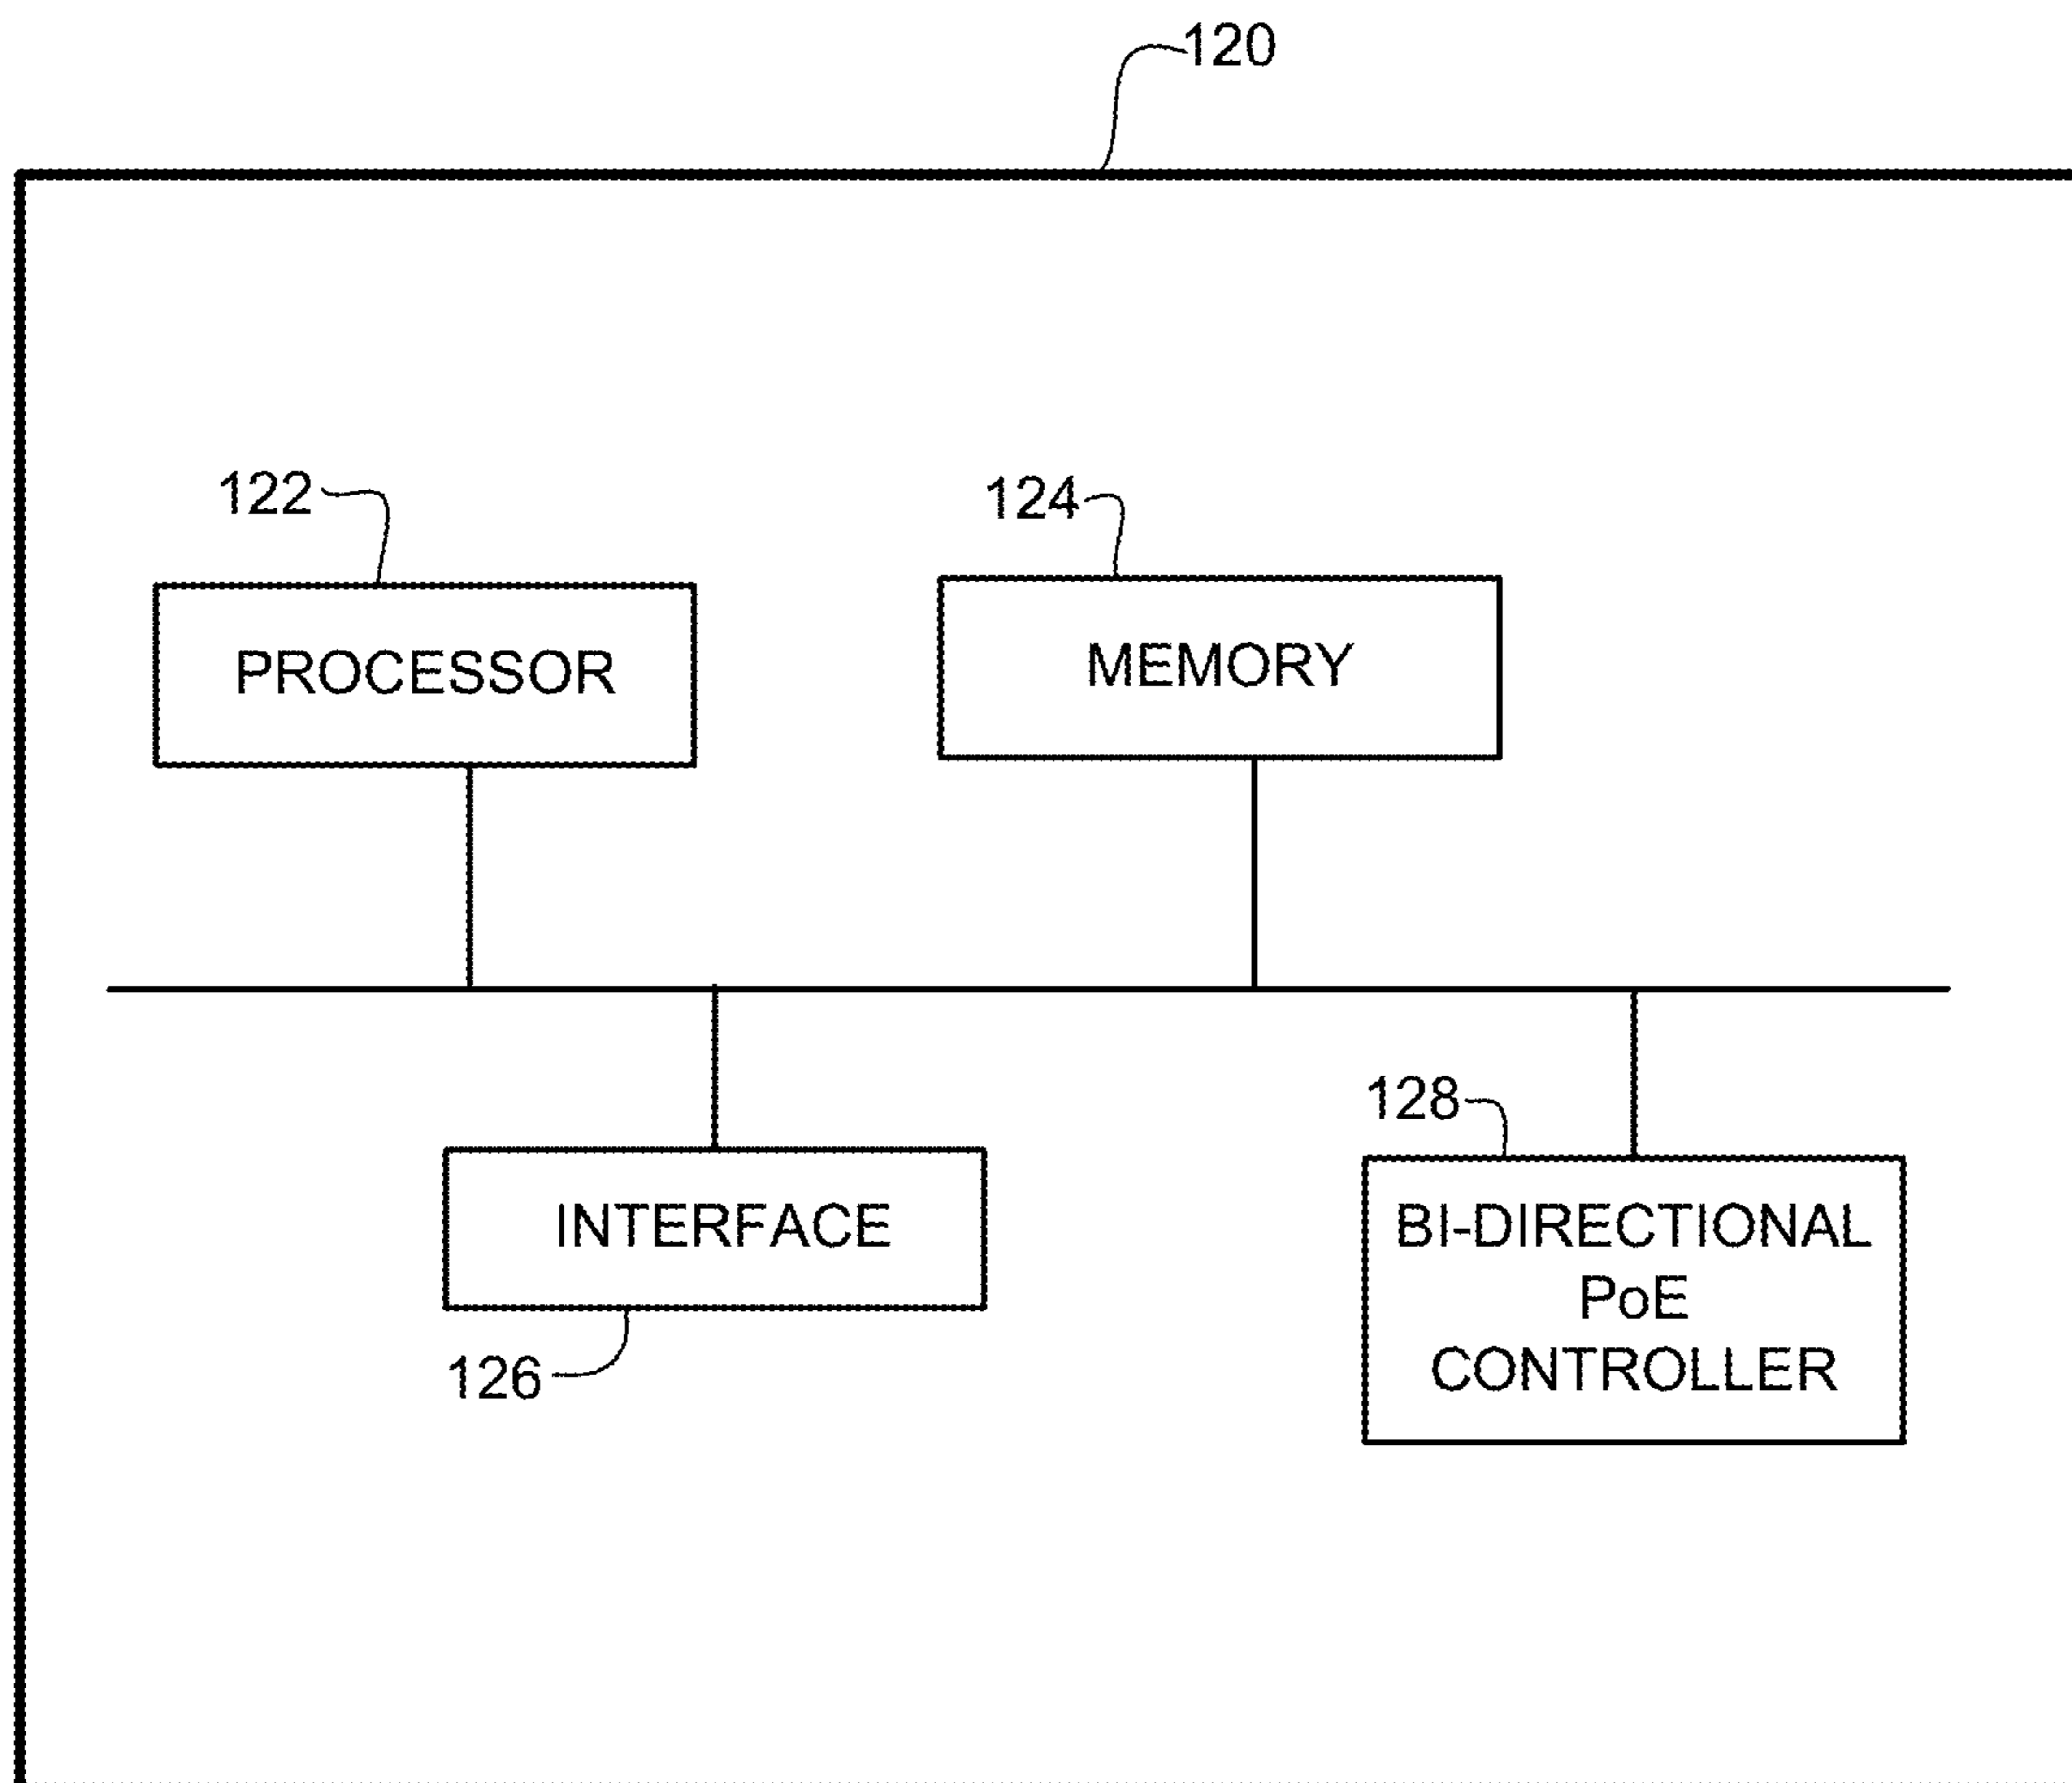 120
122
124
PROCESSOR
MEMORY
128
INTERFACE
BI-DIRECTIONAL
PoE
CONTROLLER
126